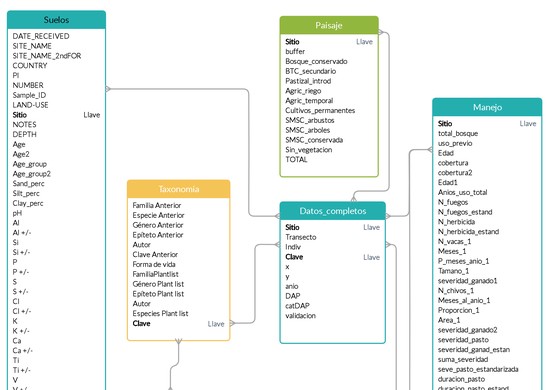 Suelos
DATE_RECEIVED
SITE_NAME
SITE_NAME_2ndFOR
COUNTRY
PI
NUMBER
Sample_ID
LAND-USE
Sitio Llave
NOTES
DEPTH
Age
Age2
Age_group
Age_group2
Sand_perc
Silt_perc
Clay_perc
pH
Al
Al +/-
Si
Si +/-
P
P +/-
S
S +/-
Cl
Cl +/-
K
K +/-
Ca
Ca +/-
Ti
Ti +/-
V
V +/-
Taxonomía
Familia Anterior
Especie Anterior
Género Anterior
Epíteto Anterior
Autor
Clave Anterior
Forma de vida
FamiliaPlantlist
Género Plant list
Epíteto Plant list
Autor
Especies Plant list
Clave Llave
Paisaje
Sitio Llave
buffer
Bosque_conservado
BTC_secundario
Pastizal_introd
Agric_riego
Agric_temporal
Cultivos_permanentes
SMSC_arbustos
SMSC_arboles
SMSC_conservada
Sin_vegetacion
TOTAL
Datos_completos
Sitio Llave
Transecto
Indiv
Clave Llave
x
y
anio
DAP
catDAP
validacion
Manejo
Sitio Llave
total_bosque
uso_previo
Edad
cobertura
cobertura2
Edad1
Anios_uso_total
N_fuegos
N_fuegos_estand
N_herbicida
N_herbicida_estand
N_vacas_1
Meses_1
P_meses_anio_1
Tamano_1
severidad_ganado1
N_chivos_1
Meses_al_anio_1
Proporcion_1
Area_1
severidad_ganado2
severidad_pasto
severidad_ganad_estan
suma_severidad
seve_pasto_estandarizada
duracion_pasto
duracion_pasto_estand